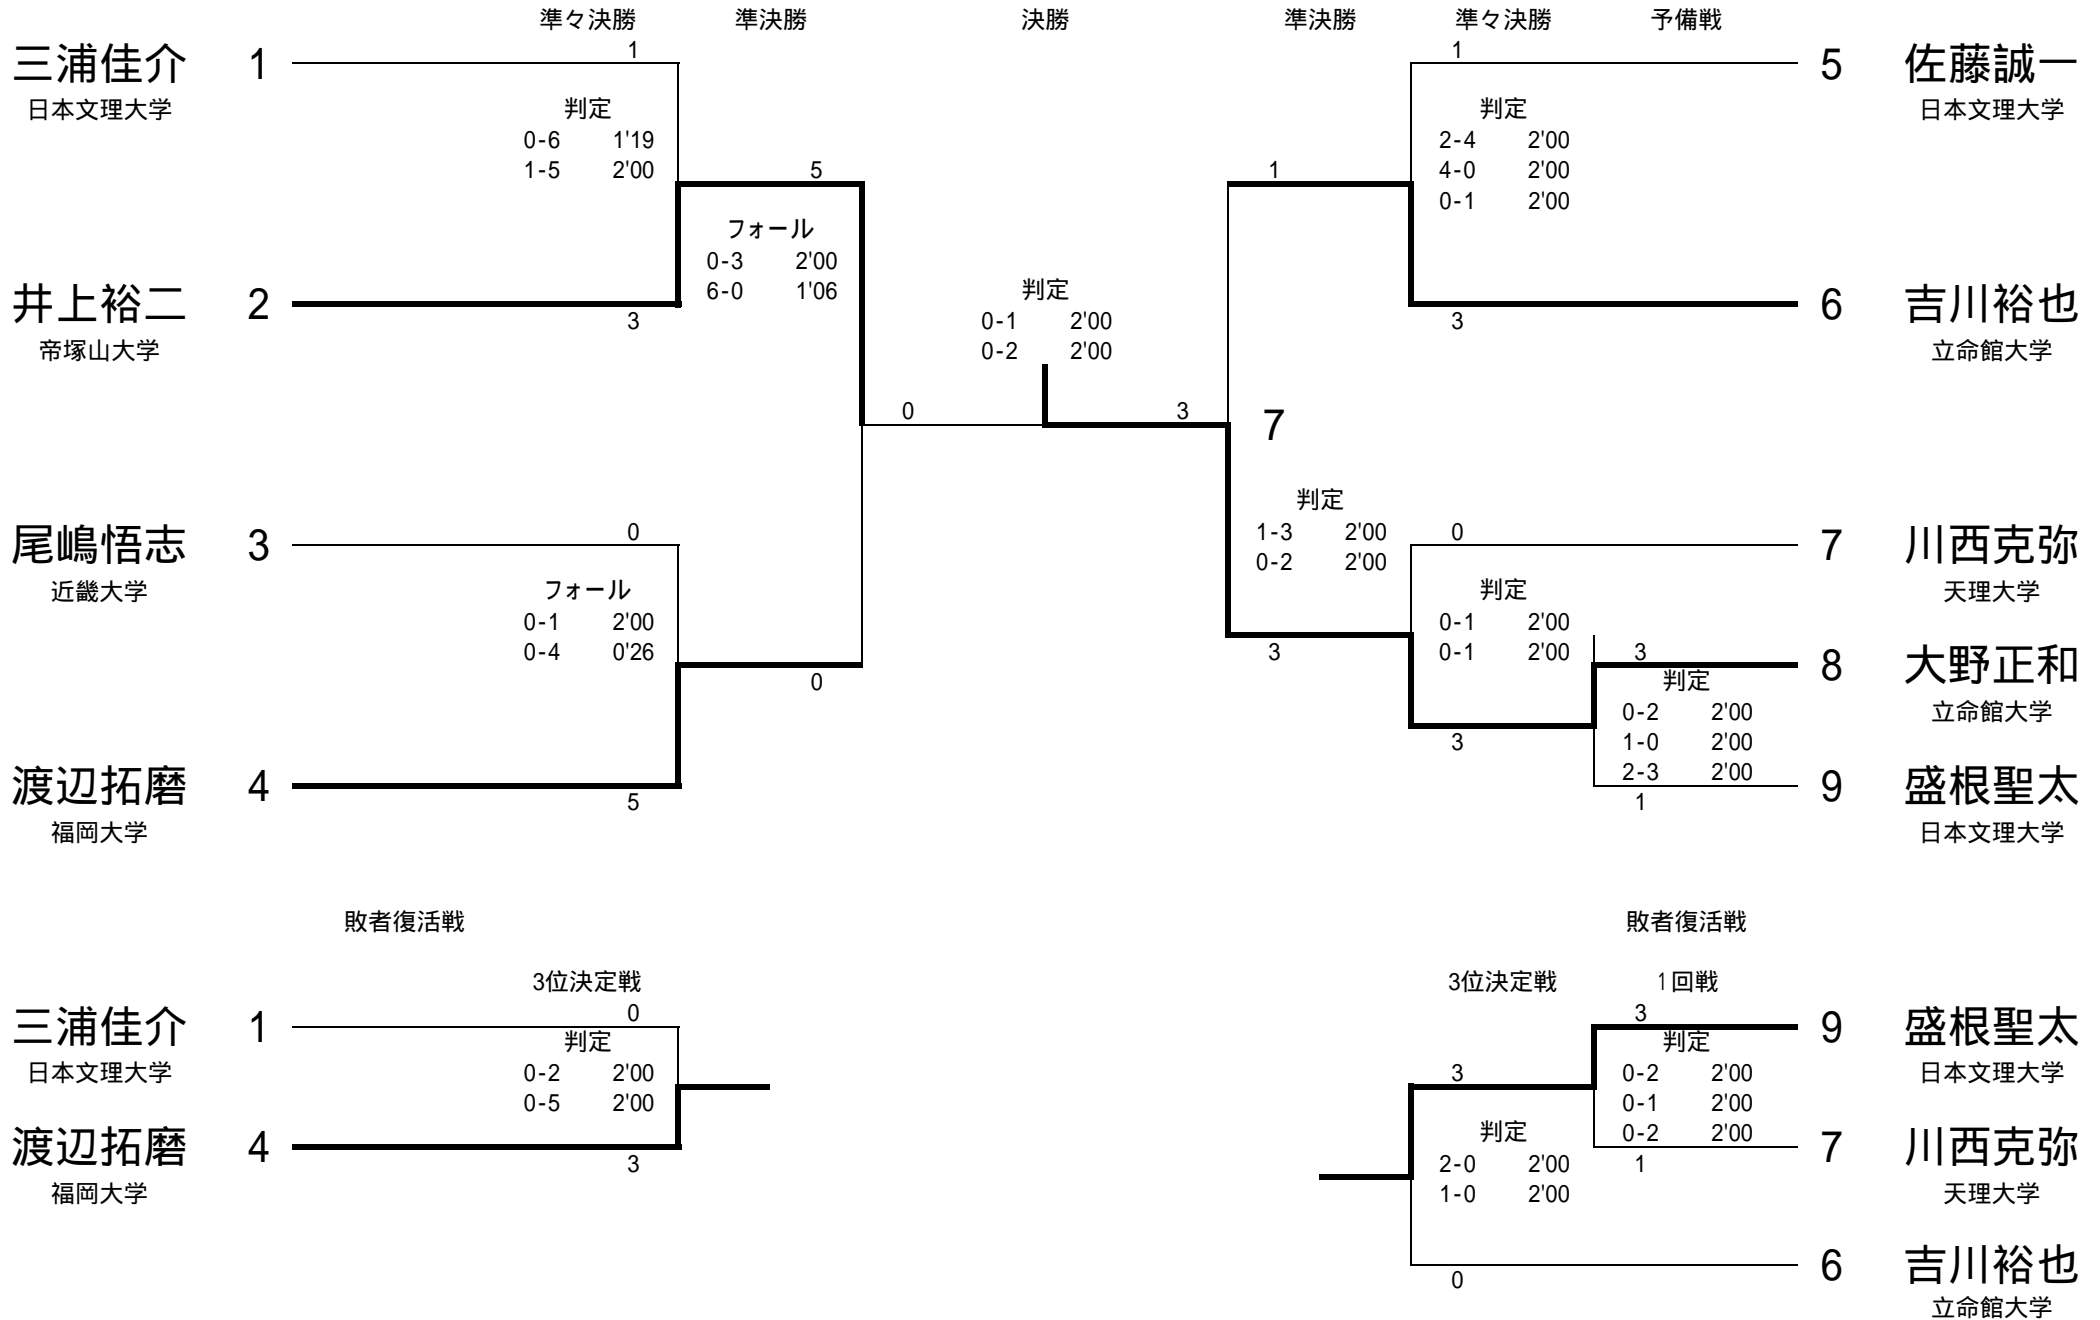 準々決勝 準決勝 決勝 準決勝 準々決勝 予備戦
1 1
三浦佳介 1 5 佐藤誠一
日本文理大学 判定 判定 日本文理大学
0-6 1'19 2-4 2'00
1-5 2'00 5 1 4-0 2'00
0-1 2'00
フォール
0-3 2'00
6-0 1'06 判定
井上裕二 2 6 吉川裕也
3 0-1 2'00 3
帝塚山大学 0-2 2'00 立命館大学
0 3 7
判定
尾嶋悟志 3 0 1-3 2'00 0 7 川西克弥
0-2 2'00
近畿大学 フォール 判定 天理大学
0-1 2'00 0-1 2'00
0-4 0'26 3 0-1 2'00 3
8 大野正和
0 判定
0-2 2'00 立命館大学
3 1-0 2'00
2-3 2'00
渡辺拓磨 4 9 盛根聖太
5 1
福岡大学 日本文理大学
敗者復活戦 敗者復活戦
3位決定戦 3位決定戦 1回戦
0 3
三浦佳介 1 9 盛根聖太
判定 判定
日本文理大学 0-2 2'00 3 0-2 2'00 日本文理大学
0-5 2'00 0-1 2'00
判定 0-2 2'00
渡辺拓磨 4 7 川西克弥
3 2-0 2'00 1
福岡大学 1-0 2'00 天理大学
6 吉川裕也
0
立命館大学